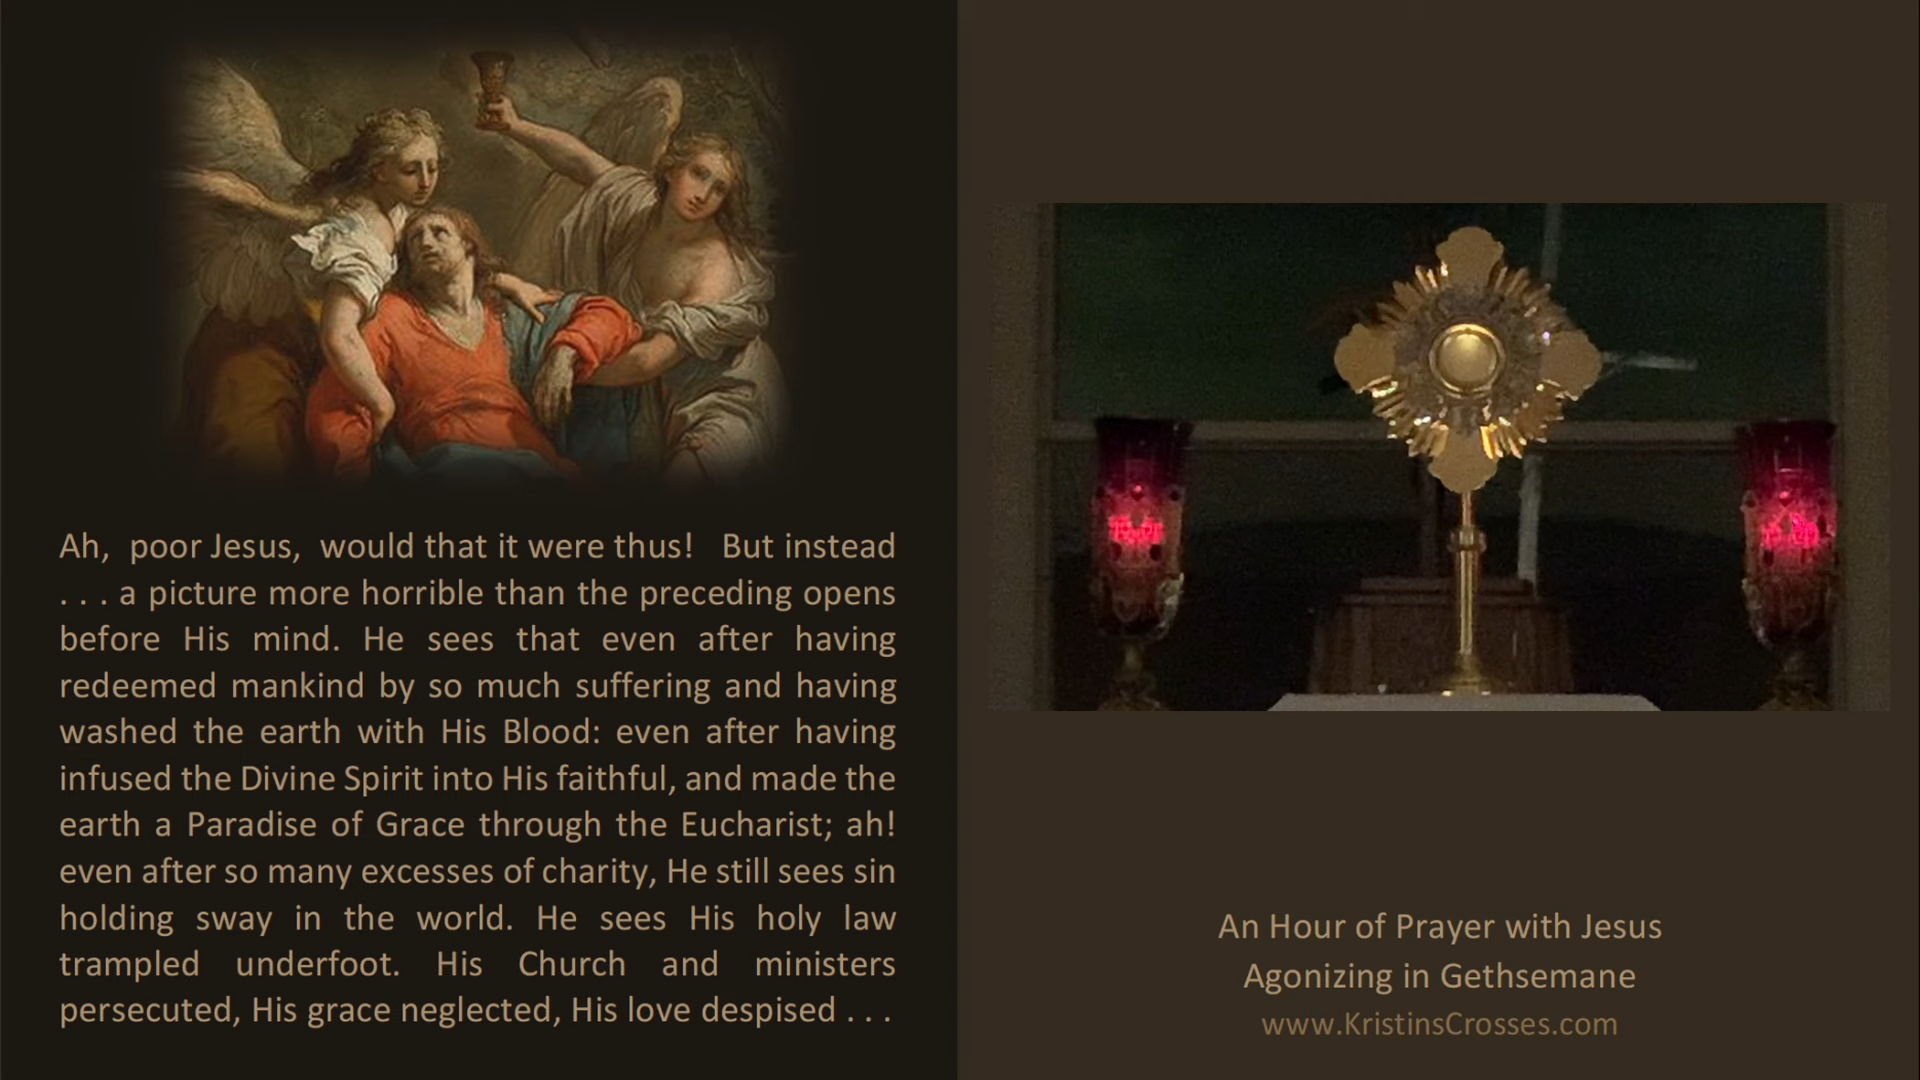 Ah, poor Jesus, would that it were thus! But instead
. . . a picture more horrible than the preceding opens
before His mind. He sees that even after having
redeemed mankind by so much suffering and having
washed the earth with His Blood: even after having
infused the Divine Spirit into His faithful, and made the
earth a Paradise of Grace through the Eucharist; ah!
even after so many excesses of charity, He still sees sin
holding sway in the world. He sees His holy law
trampled underfoot. His Church and ministers
persecuted, His grace neglected, His love despised . . .
An Hour of Prayer with Jesus
Agonizing in Gethsemane
www.KristinsCrosses.com